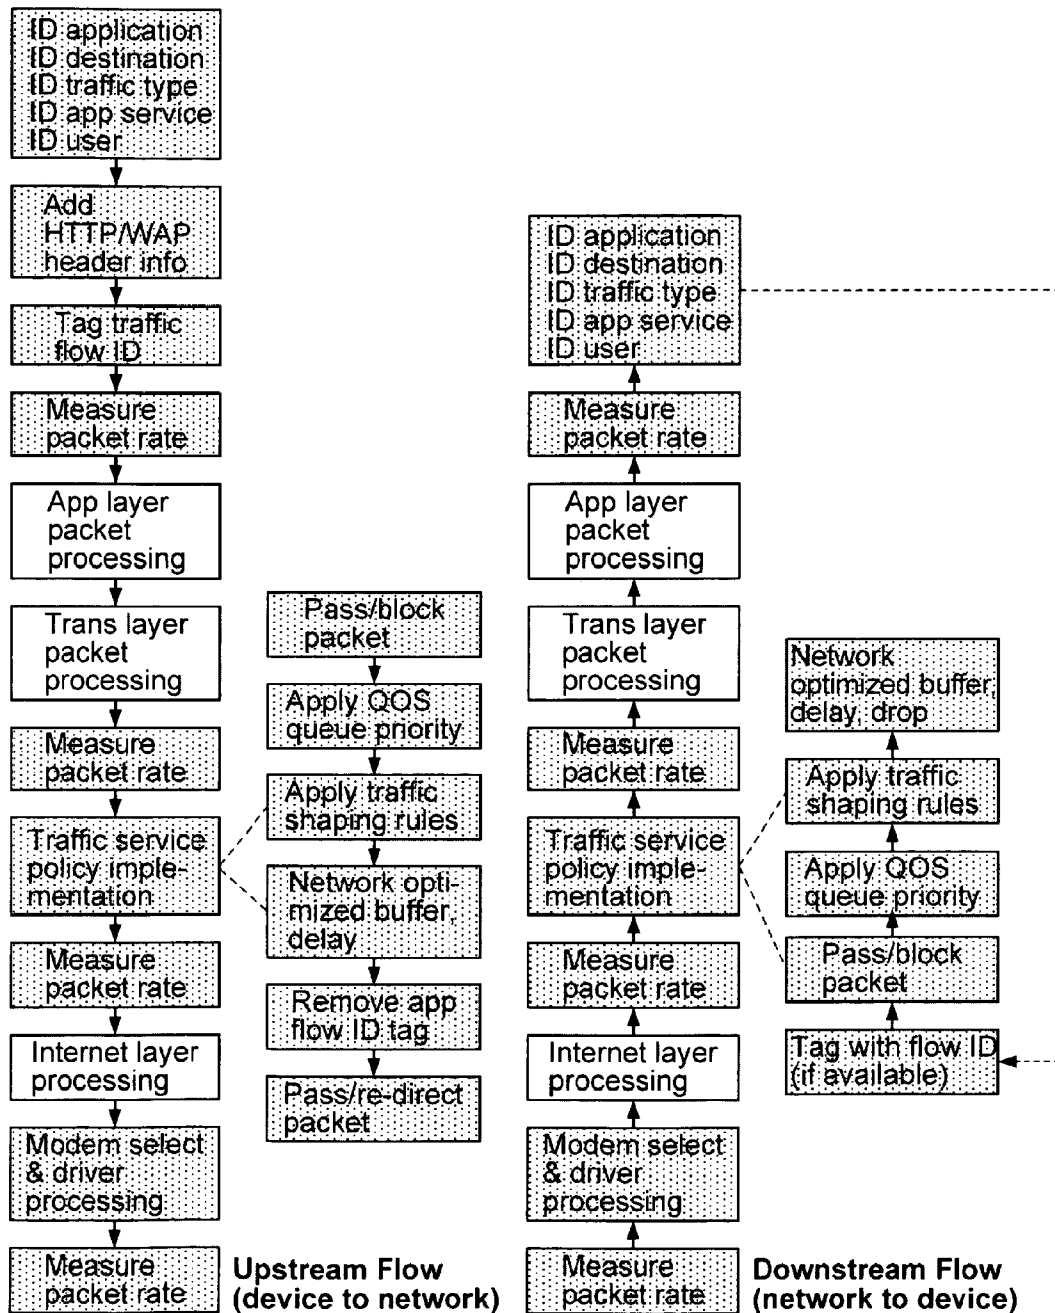 ID application
ID destination
ID traffic type
ID app service
ID user
Add
HTTP/WAP
header info
Tag traffic
flow ID
Measure
packet rate
App layer
packet
processing
Trans layer
packet
processing
Measure
packet rate
Traffic service
policy imple-
mentation
Measure
packet rate
Internet layer
processing
Modem select
& driver
processing
Measure
packet rate
Pass/block
packet
Apply QOS
queue priority
Apply traffic
shaping rules
Network opti-
mized buffer,
delay
Remove app
flow ID tag
Pass/re-direct
packet
Upstream Flow
(device to network)
ID application
ID destination
ID traffic type
ID app service
ID user
Measure
packet rate
App layer
packet
processing
Trans layer
packet
processing
Measure
packet rate
Traffic service
policy imple-
mentation
Measure
packet rate
Internet layer
processing
Modem select
& driver
processing
Measure
packet rate
Network
optimized buffer,
delay, drop
Apply traffic
shaping rules
Apply QOS
queue priority
Pass/block
packet
Tag with flow ID
(if available)
Downstream Flow
(network to device)